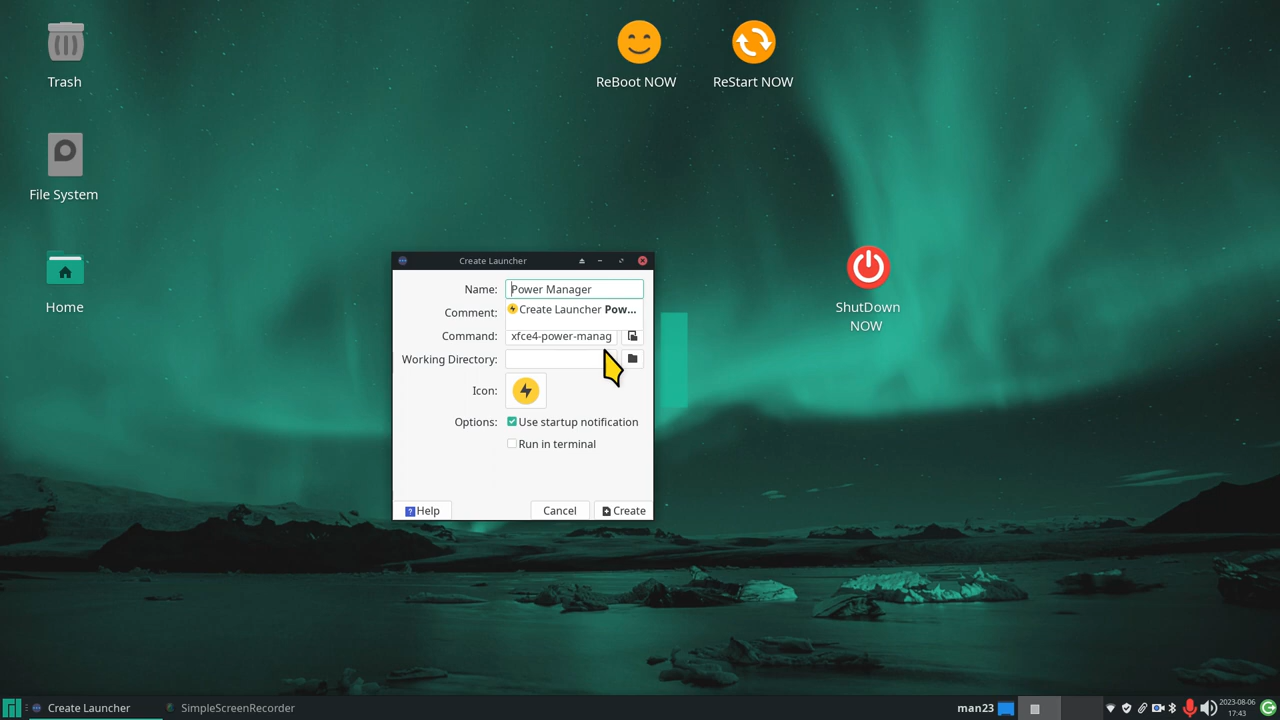 Trash
File System
Home
ReBoot NOW
ReStart NOW
ShutDown
NOW
Create Launcher
Name:
Power Manager
Comment:
Create Launcher Pow...
Command:
xfce4-power-manag
Working Directory:
Icon:
Options:
Use startup notification
Run in terminal
? Help
Cancel
Create
Create Launcher
SimpleScreenRecorder
man23
2023-08-06
17:43